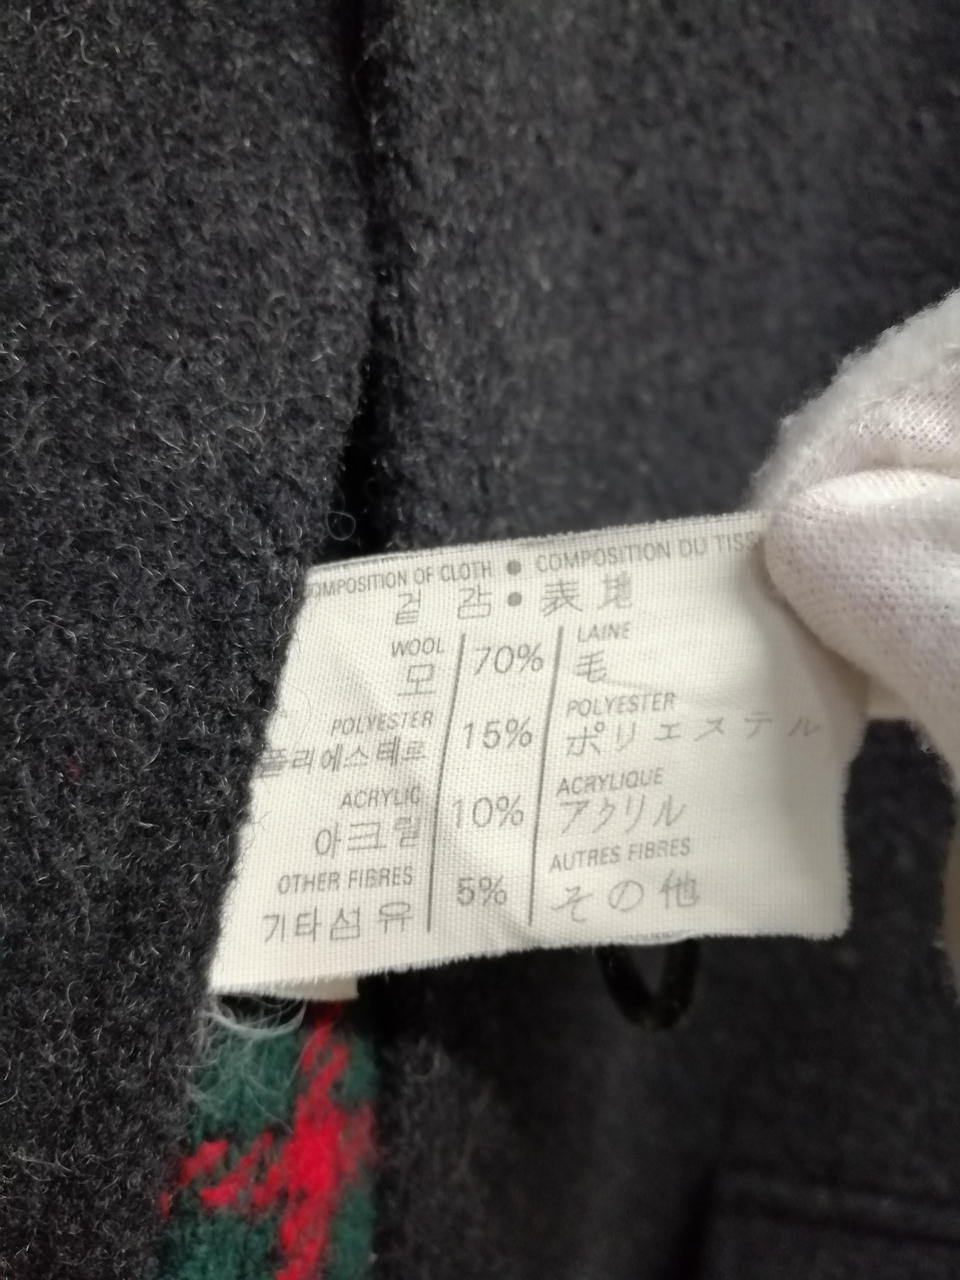 COMPOSITION OF CLOTH • COMPOSITION DU
겉 감 • 表 地
WOOL 70% LAINE
모 毛
POLYESTER 15% POLYESTER
폴리에스테르 ポリエステル
ACRYLIC 10% ACRYLIQUE
아크릴 アクリル
OTHER FIBRES 5% AUTRES FIBRES
기타섬유 その他